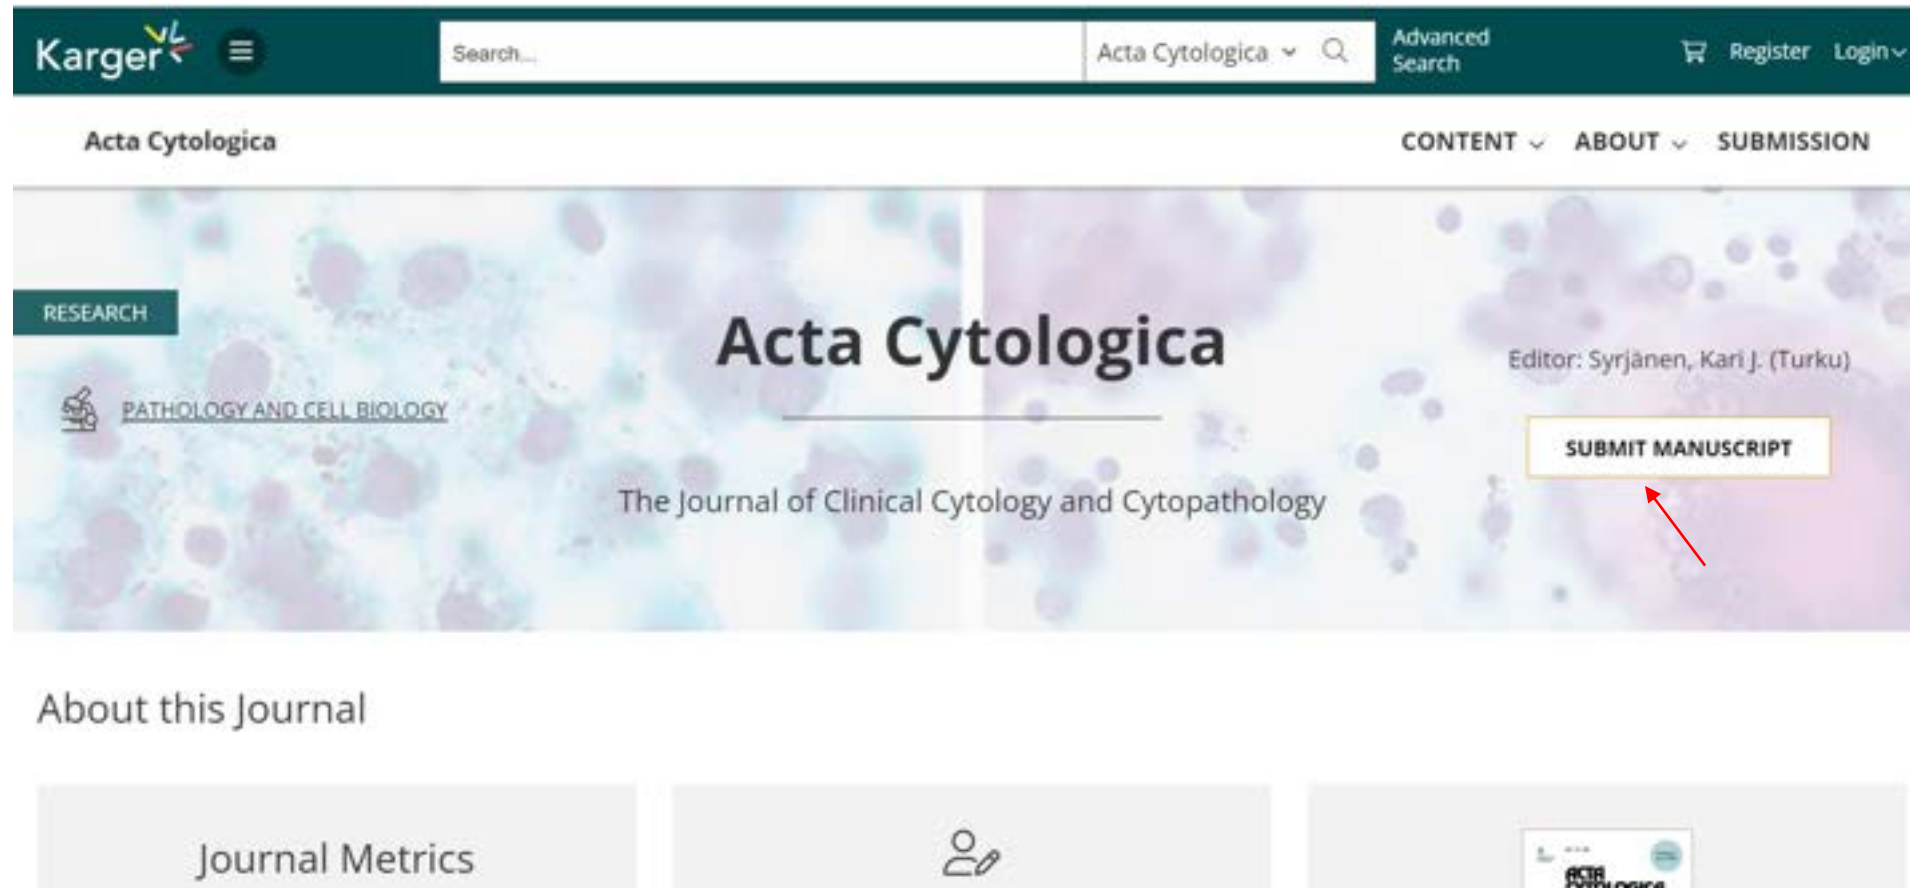 Karger
Search...
Acta Cytologica
Advanced
Search
Register
Login
Acta Cytologica
CONTENT
ABOUT
SUBMISSION
RESEARCH
PATHOLOGY AND CELL BIOLOGY
Acta Cytologica
The Journal of Clinical Cytology and Cytopathology
Editor: Syrjänen, Kari J. (Turku)
SUBMIT MANUSCRIPT
About this Journal
Journal Metrics
ACTA
CYTOLOGICA